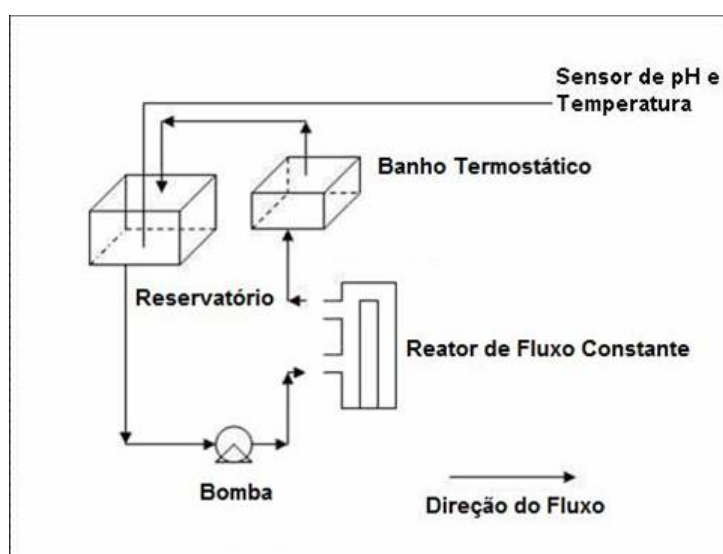 Sensor de pH e
Temperatura
Banho Termostático
Reservatório
Reator de Fluxo Constante
Bomba
Direção do Fluxo